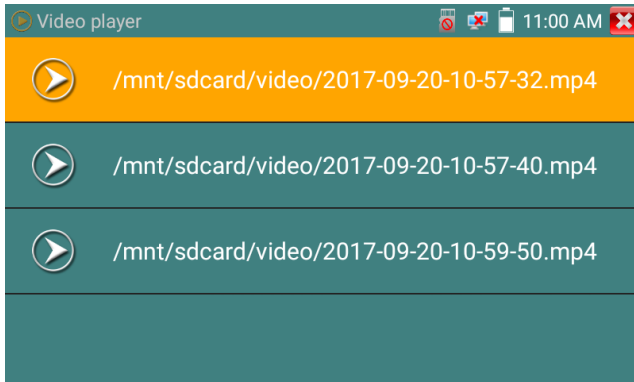 Video player
11:00 AM
/mnt/sdcard/video/2017-09-20-10-57-32.mp4
/mnt/sdcard/video/2017-09-20-10-57-40.mp4
/mnt/sdcard/video/2017-09-20-10-59-50.mp4